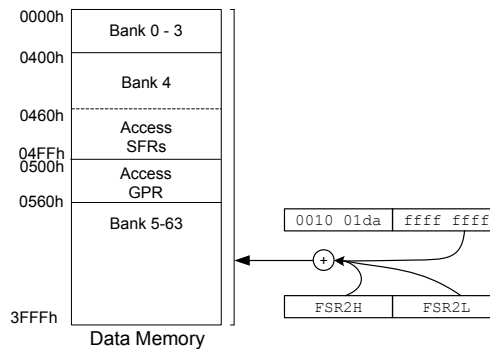 0000h
Bank 0 - 3
0400h
Bank 4
0460h
Access
SFRs
04FFh
0500h
Access
GPR
0560h
Bank 5-63
0010 01da
ffff ffff
+
FSR2H
FSR2L
3FFFh
Data Memory